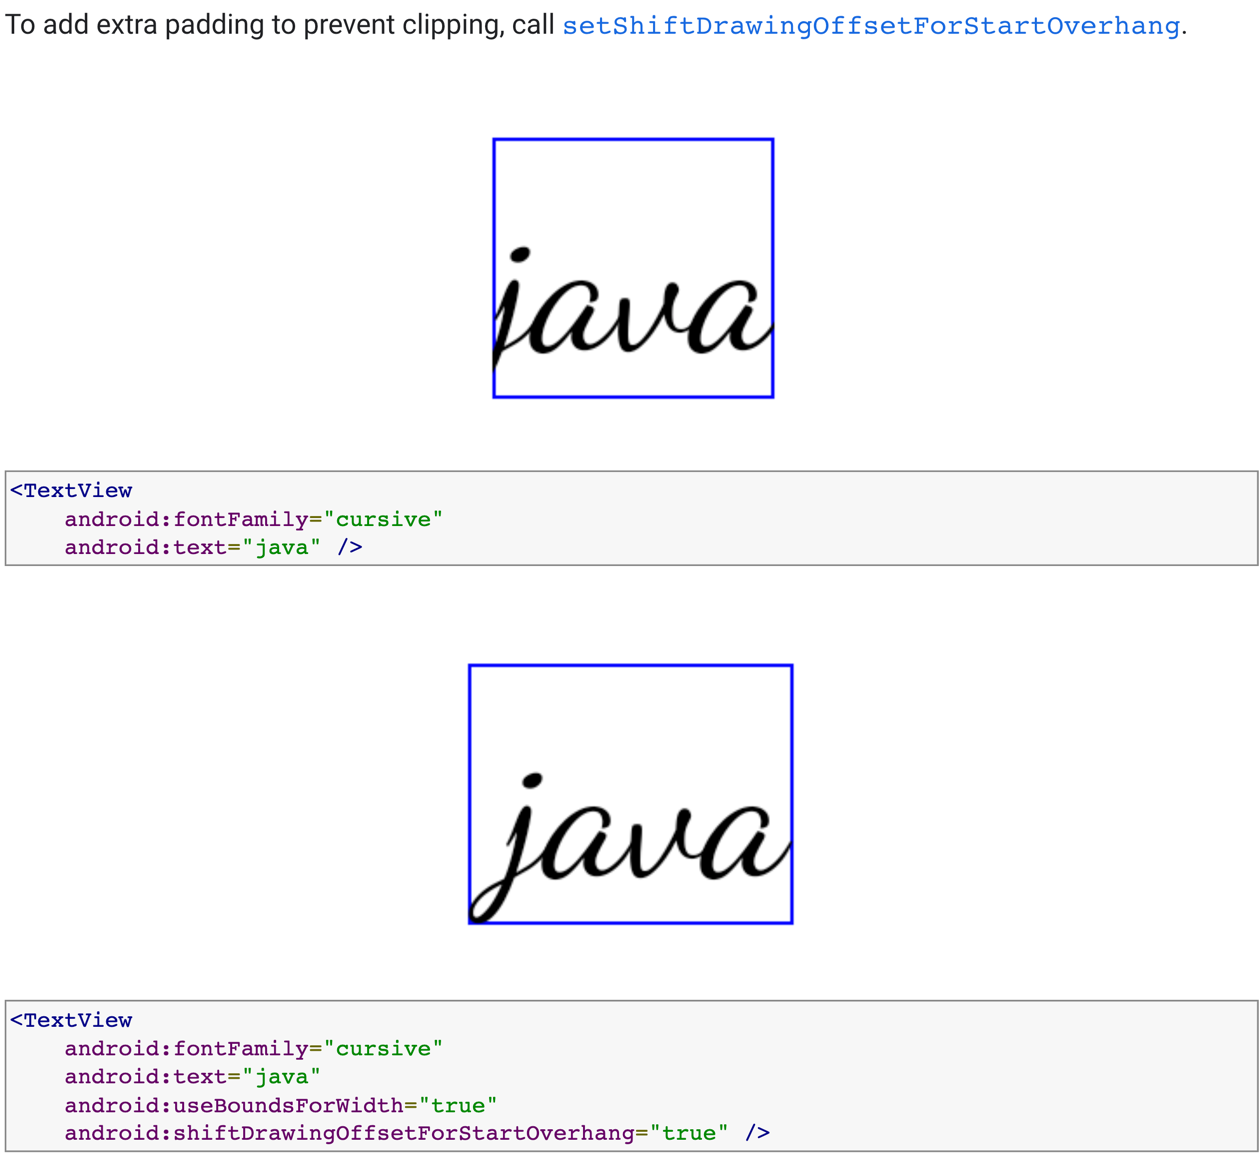 To add extra padding to prevent clipping, call setShiftDrawingOffsetForStartOverhang.
java
<TextView
    android:fontFamily="cursive"
    android:text="java" />
java
<TextView
    android:fontFamily="cursive"
    android:text="java"
    android:useBoundsForWidth="true"
    android:shiftDrawingOffsetForStartOverhang="true" />